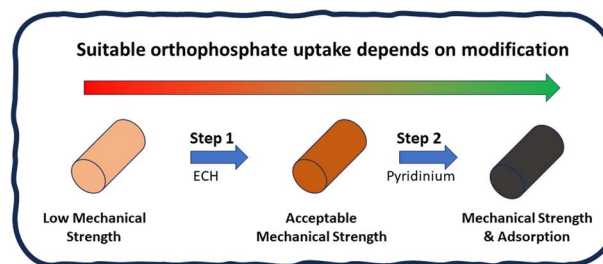 Suitable orthophosphate uptake depends on modification
Step 1
ECH
Step 2
Pyridinium
Low Mechanical
Strength
Acceptable
Mechanical Strength
Mechanical Strength
& Adsorption